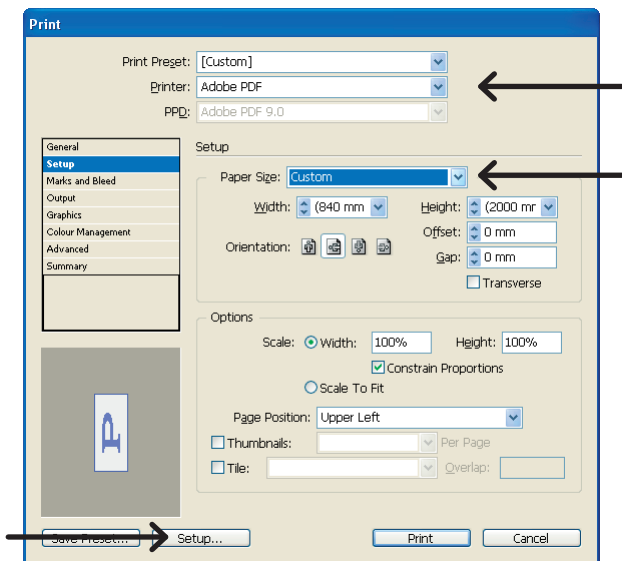 Print
Print Preset: [Custom]
Printer: Adobe PDF
PPD: Adobe PDF 9.0
General
Setup
Marks and Bleed
Output
Graphics
Colour Management
Advanced
Summary
Setup
Paper Size: Custom
Width: (840 mm Height: (2000 mr
Offset: 0 mm
Orientation:
Gap: 0 mm
Transverse
Options
Scale: Width: 100% Height: 100%
Constrain Proportions
Scale To Fit
Page Position: Upper Left
Thumbnails: Per Page
Tile: Overlap:
P
Save Preset... Setup... Print Cancel